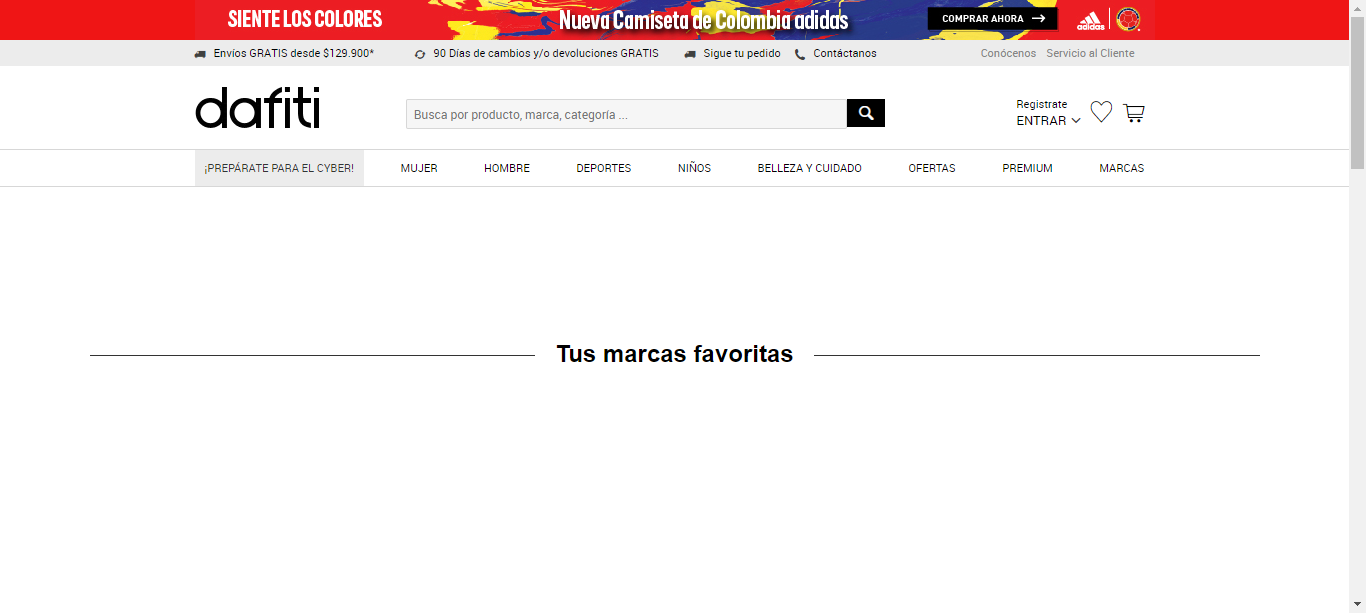 SIENTE LOS COLORES
Nueva Camiseta de Colombia adidas
COMPRAR AHORA
adidas
Envíos GRATIS desde $129.900*
90 Días de cambios y/o devoluciones GRATIS
Sigue tu pedido
Contáctanos
Conócenos
Servicio al Cliente
dafiti
Busca por producto, marca, categoría ...
Registrate
ENTRAR
¡PREPÁRATE PARA EL CYBER!
MUJER
HOMBRE
DEPORTES
NIÑOS
BELLEZA Y CUIDADO
OFERTAS
PREMIUM
MARCAS
Tus marcas favoritas